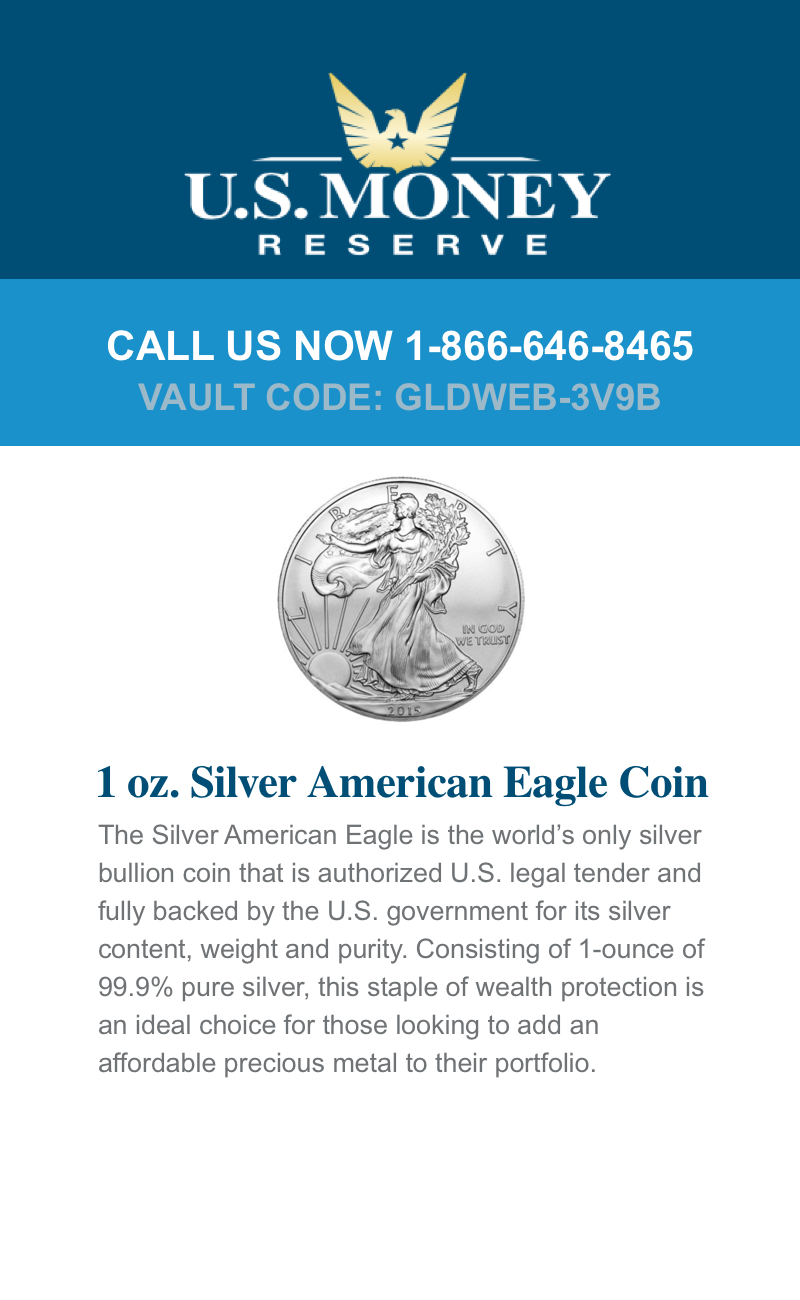 U.S. MONEY
RESERVE
CALL US NOW 1-866-646-8465
VAULT CODE: GLDWEB-3V9B
LIBERTY
IN GOD
WE TRUST
2015
1 oz. Silver American Eagle Coin
The Silver American Eagle is the world’s only silver
bullion coin that is authorized U.S. legal tender and
fully backed by the U.S. government for its silver
content, weight and purity. Consisting of 1-ounce of
99.9% pure silver, this staple of wealth protection is
an ideal choice for those looking to add an
affordable precious metal to their portfolio.